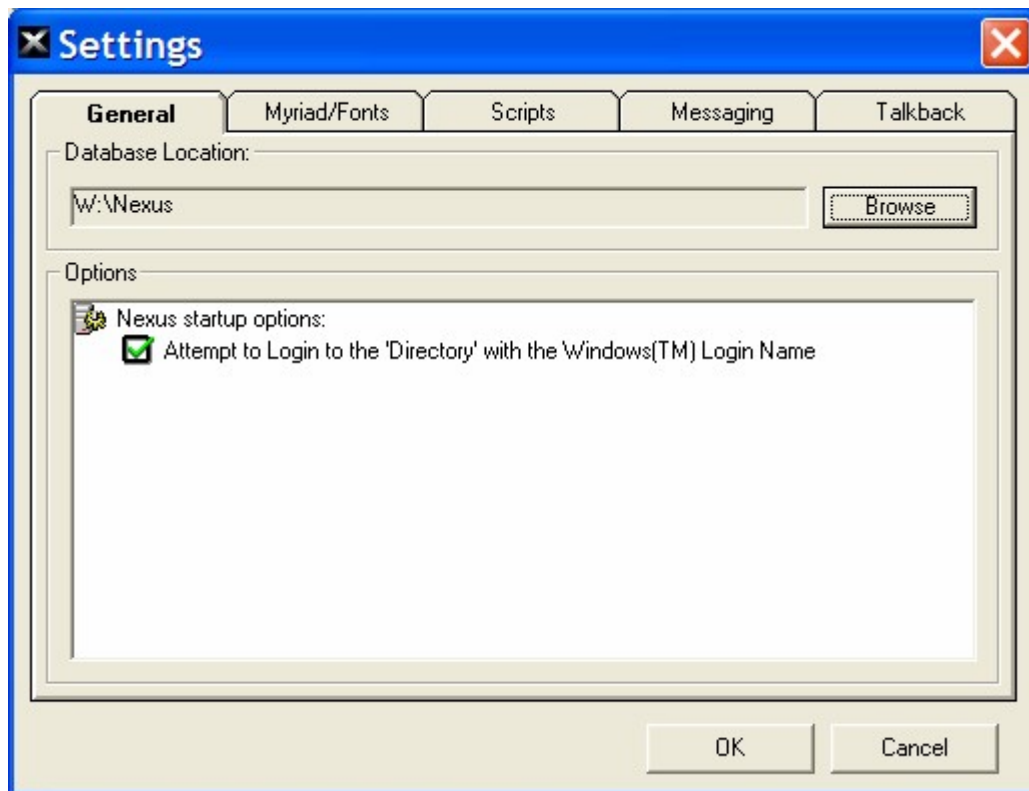 Settings
General
Myriad/Fonts
Scripts
Messaging
Talkback
Database Location:
W:\Nexus
Browse
Options
Nexus startup options:
Attempt to Login to the 'Directory' with the Windows(TM) Login Name
OK
Cancel